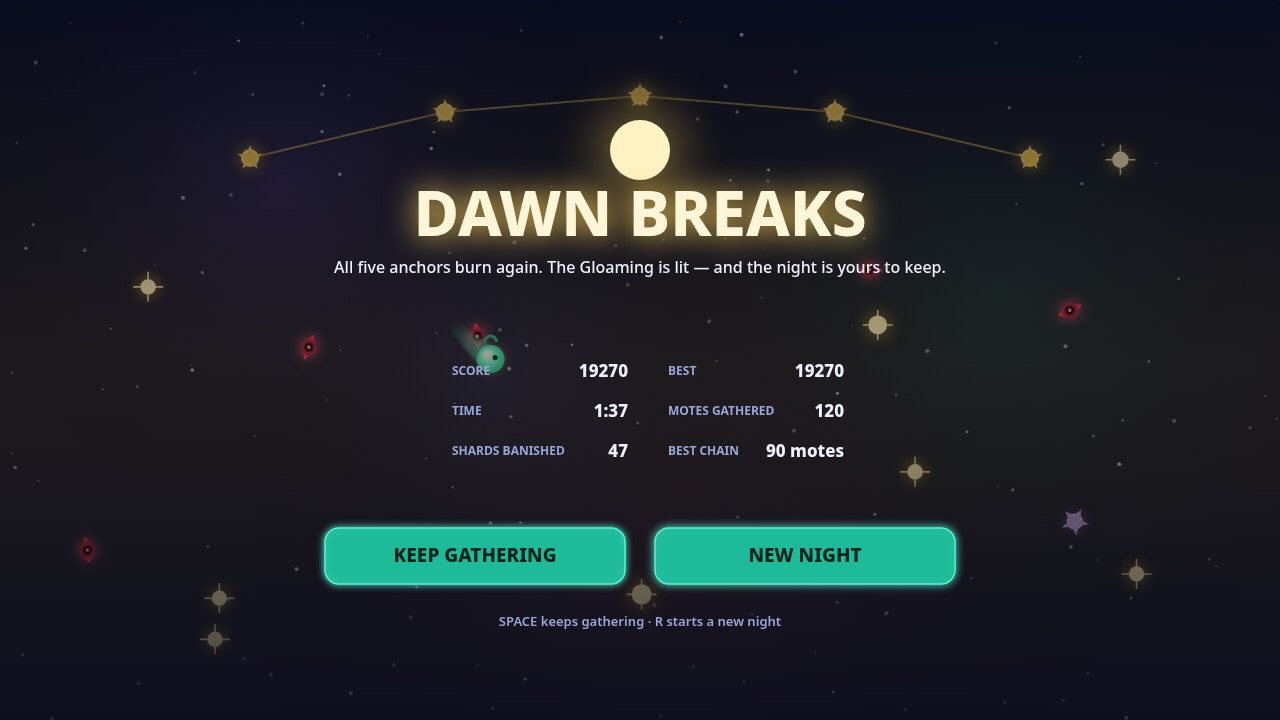 DAWN BREAKS
All five anchors burn again. The Gloaming is lit — and the night is yours to keep.
SCORE 19270 BEST 19270
TIME 1:37 MOTES GATHERED 120
SHARDS BANISHED 47 BEST CHAIN 90 motes
KEEP GATHERING NEW NIGHT
SPACE keeps gathering · R starts a new night